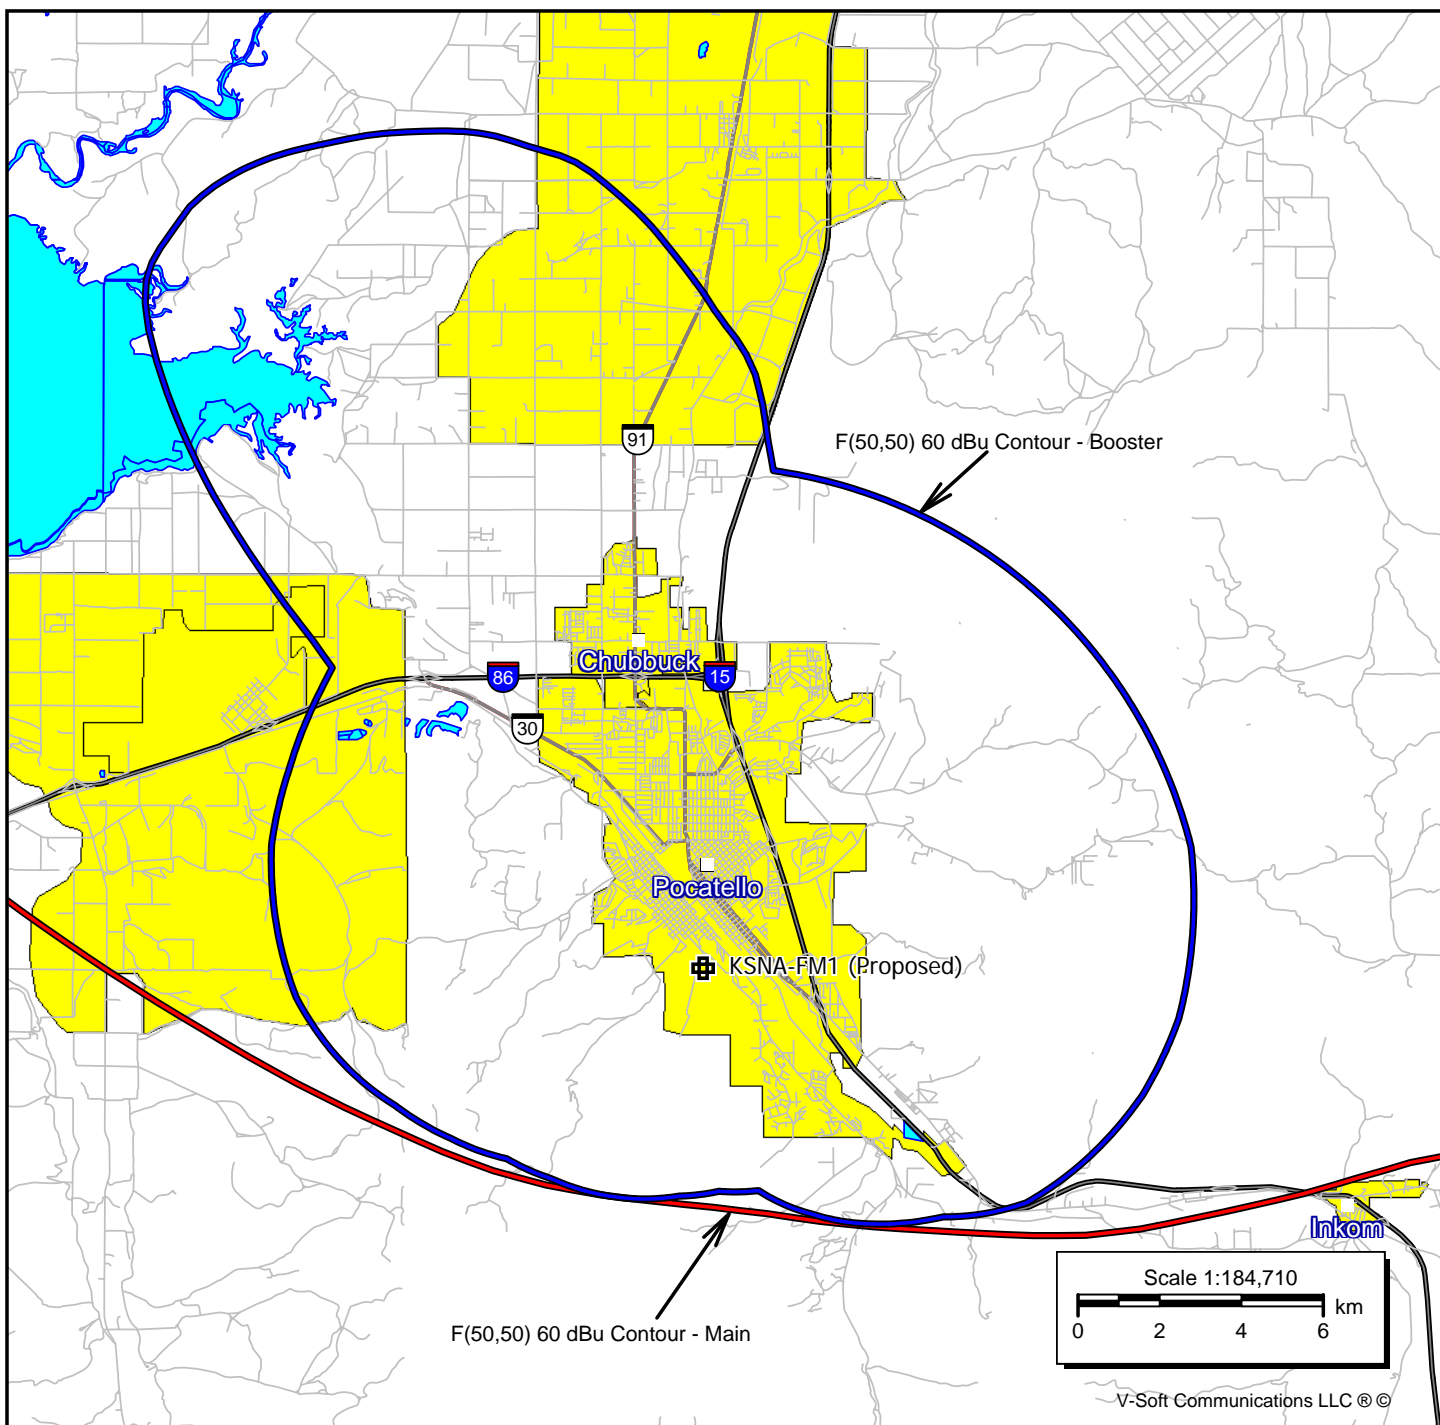 91
F(50,50) 60 dBu Contour - Booster
Chubbuck
86
15
30
Pocatello
KSNA-FM1 (Proposed)
Inkom
Scale 1:184,710
km
0 2 4 6
F(50,50) 60 dBu Contour - Main
V-Soft Communications LLC ® ©